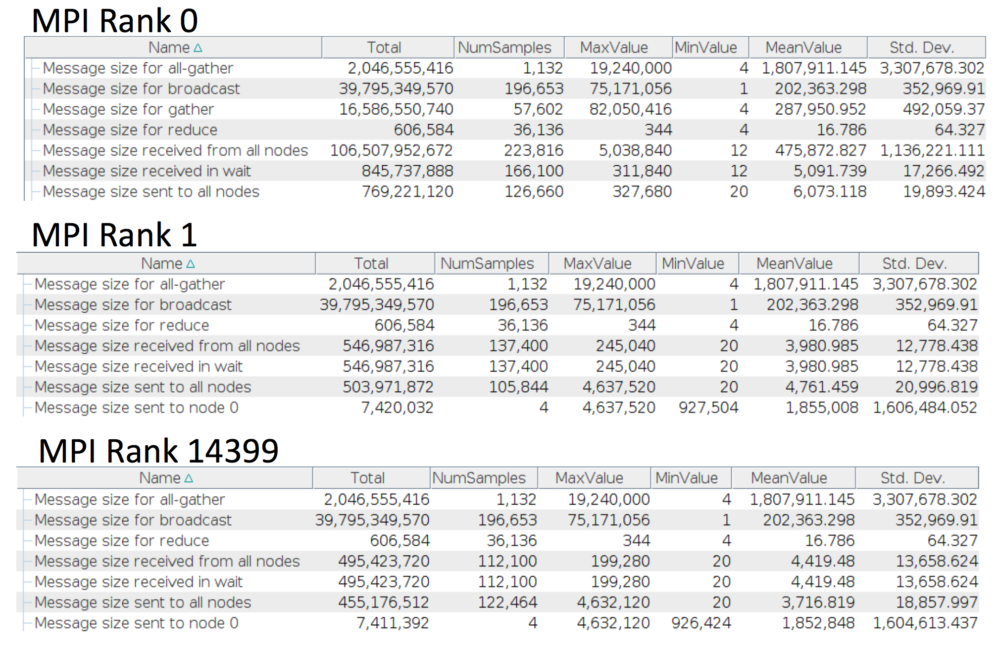 MPI Rank 0
Name △ Total NumSamples MaxValue MinValue MeanValue Std. Dev.
Message size for all-gather 2,046,555,416 1,132 19,240,000 4 1,807,911.145 3,307,678.302
Message size for broadcast 39,795,349,570 196,653 75,171,056 1 202,363.298 352,969.91
Message size for gather 16,586,550,740 57,602 82,050,416 4 287,950.952 492,059.37
Message size for reduce 606,584 36,136 344 4 16.786 64.327
Message size received from all nodes 106,507,952,672 223,816 5,038,840 12 475,872.827 1,136,221.111
Message size received in wait 845,737,888 166,100 311,840 12 5,091.739 17,266.492
Message size sent to all nodes 769,221,120 126,660 327,680 20 6,073.118 19,893.424
MPI Rank 1
Name △ Total NumSamples MaxValue MinValue MeanValue Std. Dev.
Message size for all-gather 2,046,555,416 1,132 19,240,000 4 1,807,911.145 3,307,678.302
Message size for broadcast 39,795,349,570 196,653 75,171,056 1 202,363.298 352,969.91
Message size for reduce 606,584 36,136 344 4 16.786 64.327
Message size received from all nodes 546,987,316 137,400 245,040 20 3,980.985 12,778.438
Message size received in wait 546,987,316 137,400 245,040 20 3,980.985 12,778.438
Message size sent to all nodes 503,971,872 105,844 4,637,520 20 4,761.459 20,996.819
Message size sent to node 0 7,420,032 4 4,637,520 927,504 1,855,008 1,606,484.052
MPI Rank 14399
Name △ Total NumSamples MaxValue MinValue MeanValue Std. Dev.
Message size for all-gather 2,046,555,416 1,132 19,240,000 4 1,807,911.145 3,307,678.302
Message size for broadcast 39,795,349,570 196,653 75,171,056 1 202,363.298 352,969.91
Message size for reduce 606,584 36,136 344 4 16.786 64.327
Message size received from all nodes 495,423,720 112,100 199,280 20 4,419.48 13,658.624
Message size received in wait 495,423,720 112,100 199,280 20 4,419.48 13,658.624
Message size sent to all nodes 455,176,512 122,464 4,632,120 20 3,716.819 18,857.997
Message size sent to node 0 7,411,392 4 4,632,120 926,424 1,852,848 1,604,613.437